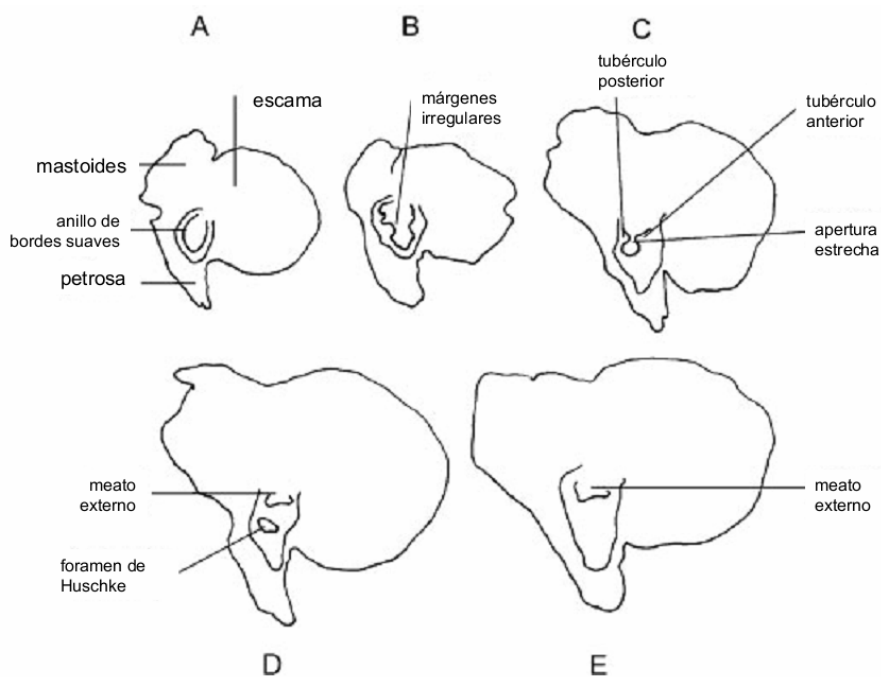 A
B
C
escama
mastoides
anillo de
bordes suaves
petrosa
márgenes
irregulares
tubérculo
posterior
tubérculo
anterior
apertura
estrecha
meato
externo
foramen de
Huschke
meato
externo
D
E